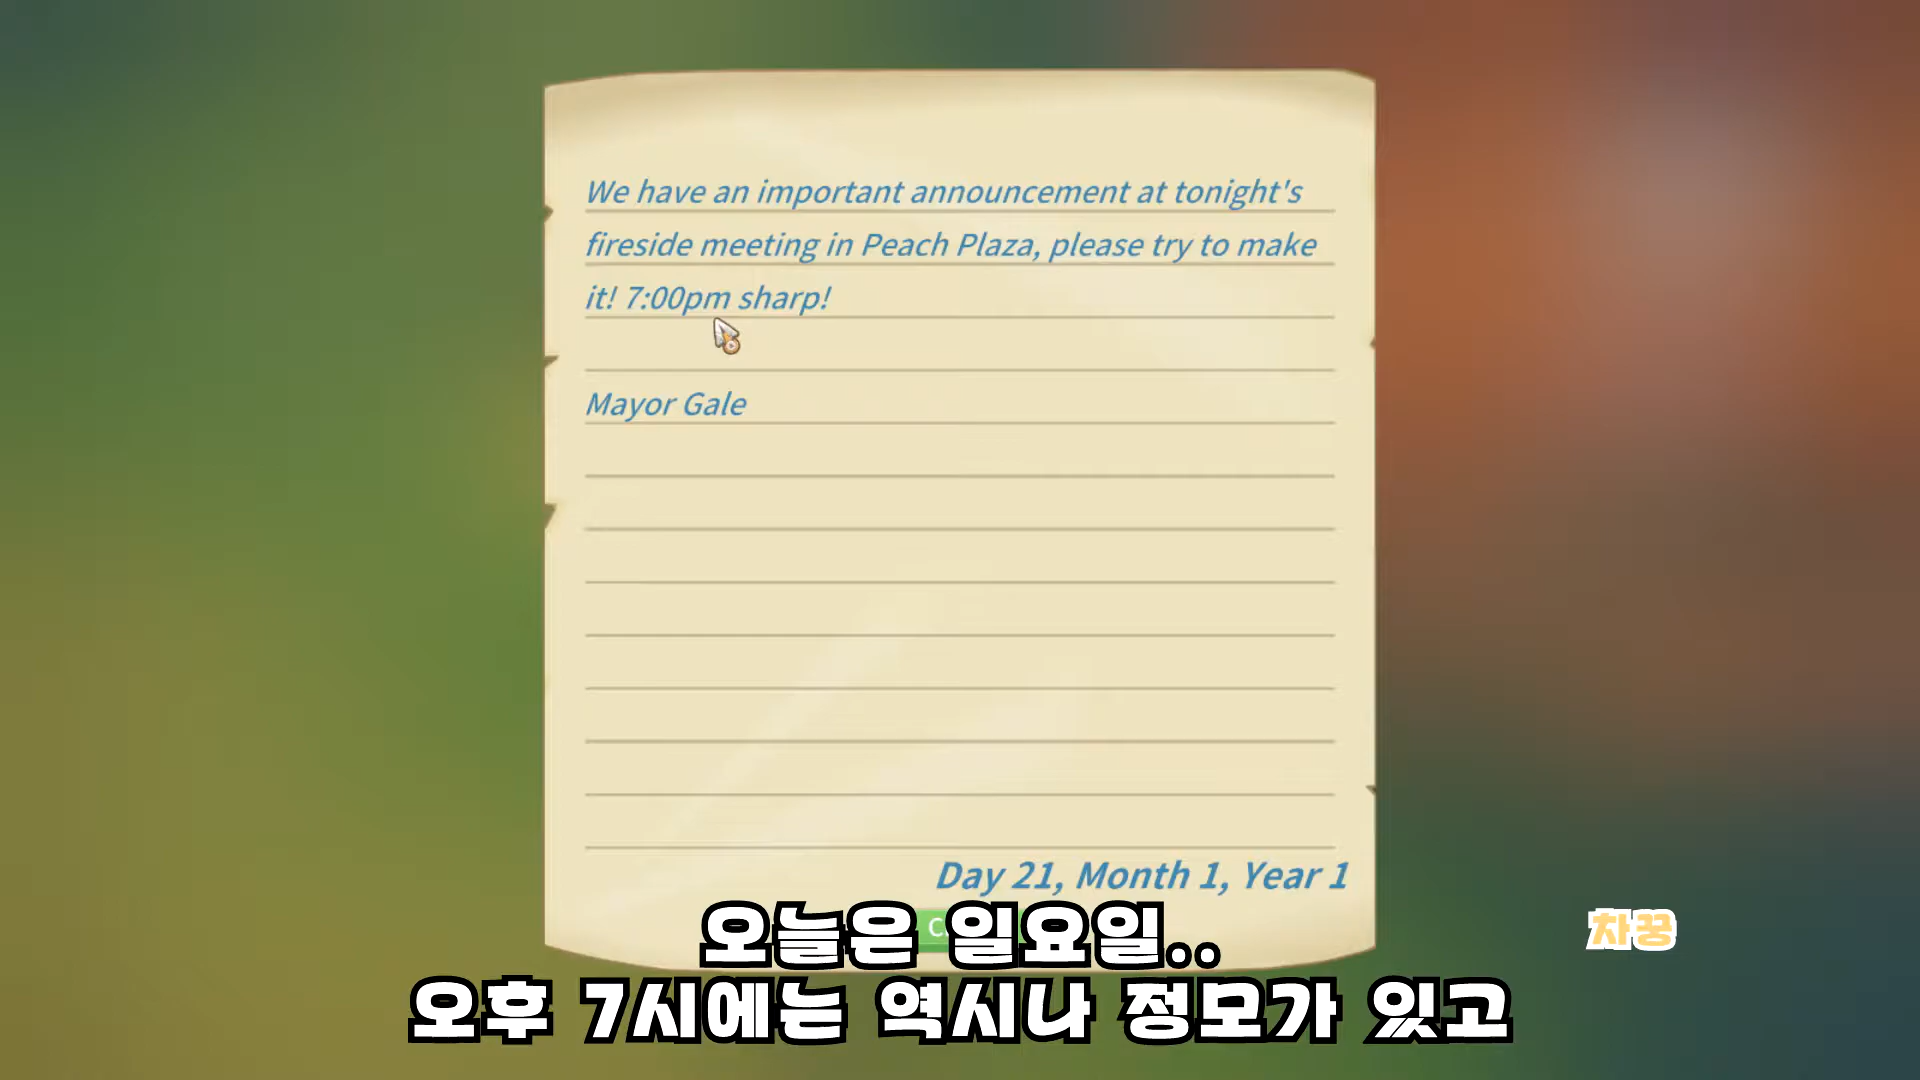 We have an important announcement at tonight's
fireside meeting in Peach Plaza, please try to make
it! 7:00pm sharp!
Mayor Gale
Day 21, Month 1, Year 1
오늘은 일요일..
차꿍
오후 7시에는 역시나 정모가 있고